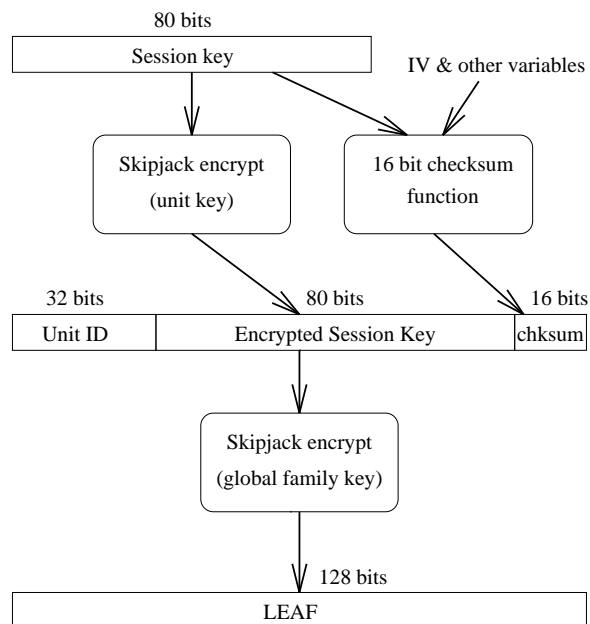 80 bits
Session key
IV & other variables
Skipjack encrypt
(unit key)
16 bit checksum
function
32 bits
80 bits
16 bits
Unit ID
Encrypted Session Key
chksum
Skipjack encrypt
(global family key)
128 bits
LEAF